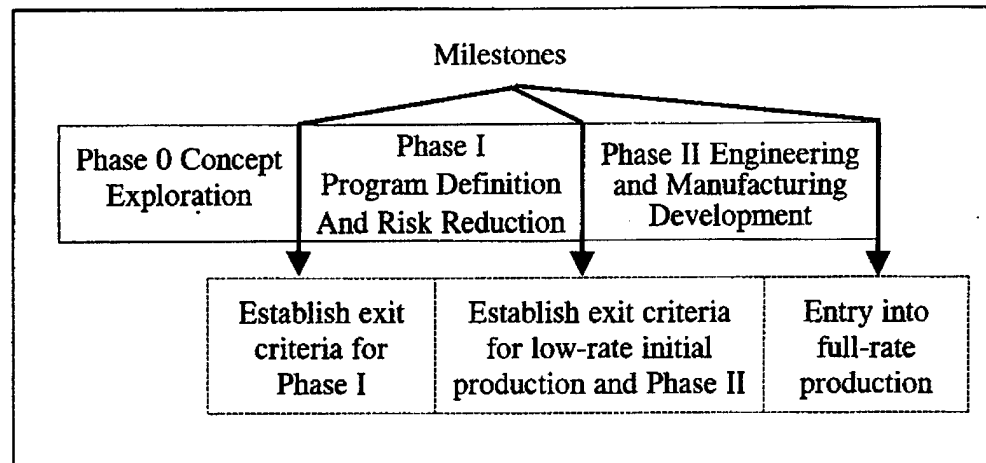 Milestones
Phase 0 Concept
Exploration
Phase I
Program Definition
And Risk Reduction
Phase II Engineering
and Manufacturing
Development
Establish exit
criteria for
Phase I
Establish exit criteria
for low-rate initial
production and Phase II
Entry into
full-rate
production